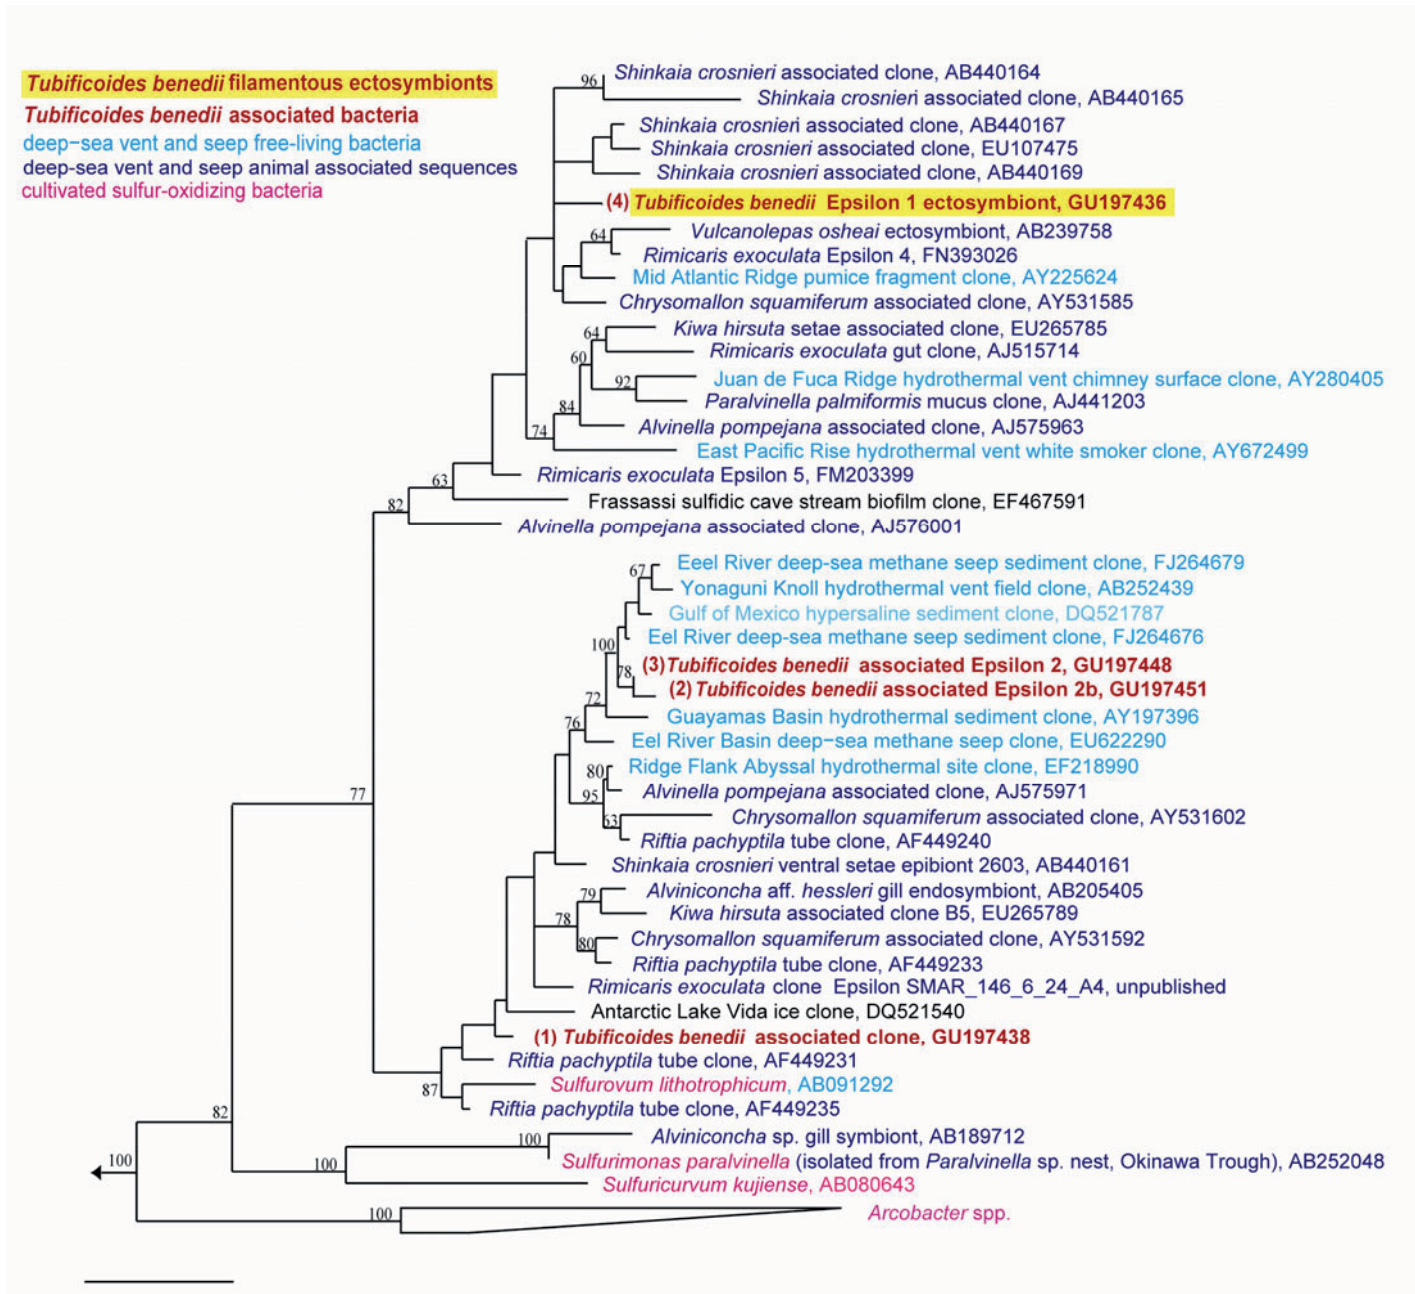 Tubificoides benedii filamentous ectosymbionts
Tubificoides benedii associated bacteria
deep-sea vent and seep free-living bacteria
deep-sea vent and seep animal associated sequences
cultivated sulfur-oxidizing bacteria
96
Shinkaia crosnieri associated clone, AB440164
Shinkaia crosnieri associated clone, AB440165
Shinkaia crosnieri associated clone, AB440167
Shinkaia crosnieri associated clone, EU107475
Shinkaia crosnieri associated clone, AB440169
(4) Tubificoides benedii Epsilon 1 ectosymbiont, GU197436
64
Vulcanolepas osheai ectosymbiont, AB239758
Rimicaris exoculata Epsilon 4, FN393026
Mid Atlantic Ridge pumice fragment clone, AY225624
Chrysomallon squamiferum associated clone, AY531585
64
Kiwa hirsuta setae associated clone, EU265785
60
Rimicaris exoculata gut clone, AJ515714
92
Juan de Fuca Ridge hydrothermal vent chimney surface clone, AY280405
84
Paralvinella palmiformis mucus clone, AJ441203
74
Alvinella pompejana associated clone, AJ575963
East Pacific Rise hydrothermal vent white smoker clone, AY672499
63
Rimicaris exoculata Epsilon 5, FM203399
82
Frassassi sulfidic cave stream biofilm clone, EF467591
Alvinella pompejana associated clone, AJ576001
67
Eeel River deep-sea methane seep sediment clone, FJ264679
Yonaguni Knoll hydrothermal vent field clone, AB252439
Gulf of Mexico hypersaline sediment clone, DQ521787
100
Eel River deep-sea methane seep sediment clone, FJ264676
78
(3) Tubificoides benedii associated Epsilon 2, GU197448
(2) Tubificoides benedii associated Epsilon 2b, GU197451
72
Guayamas Basin hydrothermal sediment clone, AY197396
76
Eel River Basin deep-sea methane seep clone, EU622290
80
Ridge Flank Abyssal hydrothermal site clone, EF218990
95
Alvinella pompejana associated clone, AJ575971
63
Chrysomallon squamiferum associated clone, AY531602
77
Riftia pachyptila tube clone, AF449240
Shinkaia crosnieri ventral setae epibiont 2603, AB440161
79
Alviniconcha aff. hessleri gill endosymbiont, AB205405
78
Kiwa hirsuta associated clone B5, EU265789
80
Chrysomallon squamiferum associated clone, AY531592
Riftia pachyptila tube clone, AF449233
Rimicaris exoculata clone Epsilon SMAR_146_6_24_A4, unpublished
Antarctic Lake Vida ice clone, DQ521540
(1) Tubificoides benedii associated clone, GU197438
Riftia pachyptila tube clone, AF449231
87
Sulfurovum lithotrophicum, AB091292
82
Riftia pachyptila tube clone, AF449235
100
Alviniconcha sp. gill symbiont, AB189712
100
100
Sulfurimonas paralvinella (isolated from Paralvinella sp. nest, Okinawa Trough), AB252048
Sulfuricurvum kujiense, AB080643
100
Arcobacter spp.